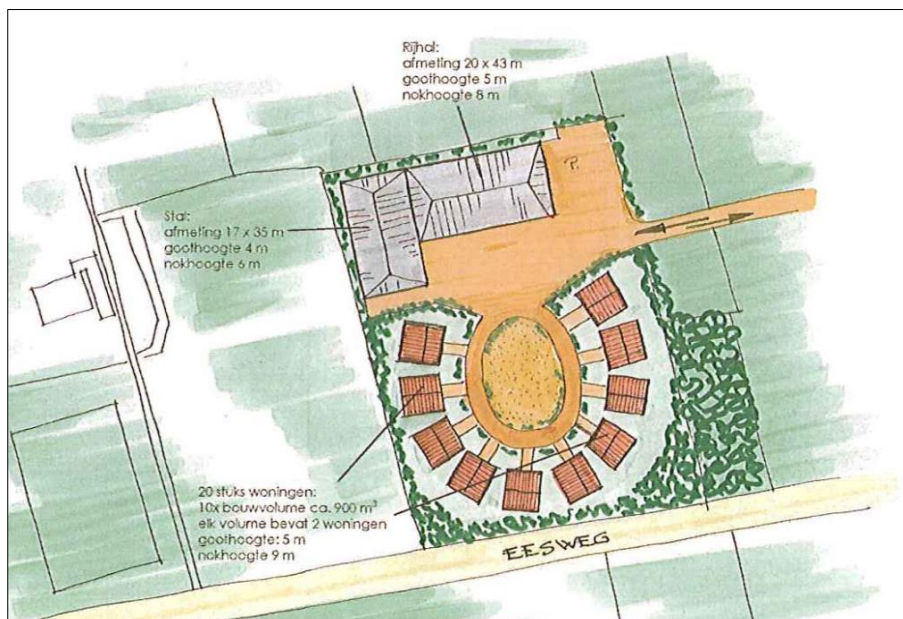 Rijhal:
afmeting 20 x 43 m
goothoogte 5 m
nokhoogte 8 m
P.
Stal:
afmeting 17 x 35 m
goothoogte 4 m
nokhoogte 6 m
20 stuks woningen:
10x bouwvolume ca. 900 m³
elk volume bevat 2 woningen
goothoogte: 5 m
nokhoogte 9 m
EESWEG